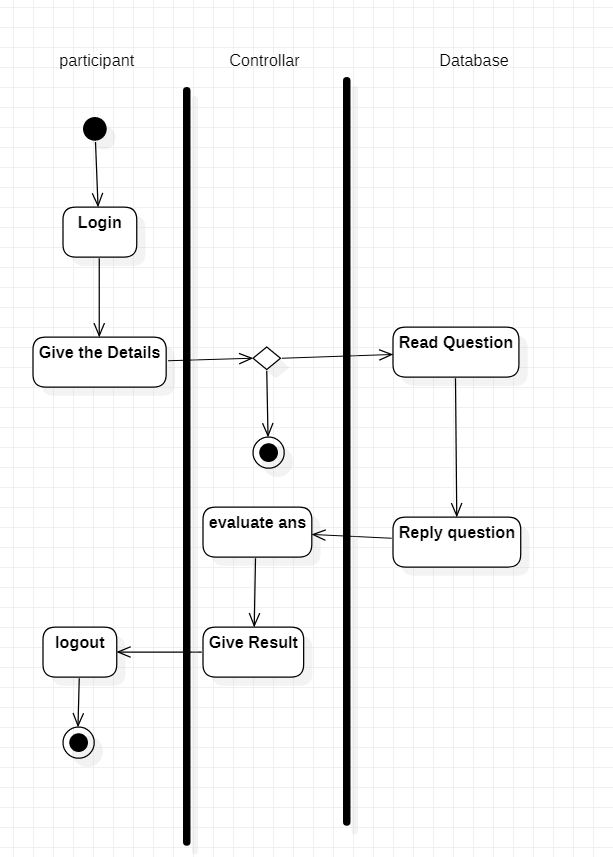 participant
Controllar
Database
Login
Give the Details
Read Question
evaluate ans
Reply question
logout
Give Result